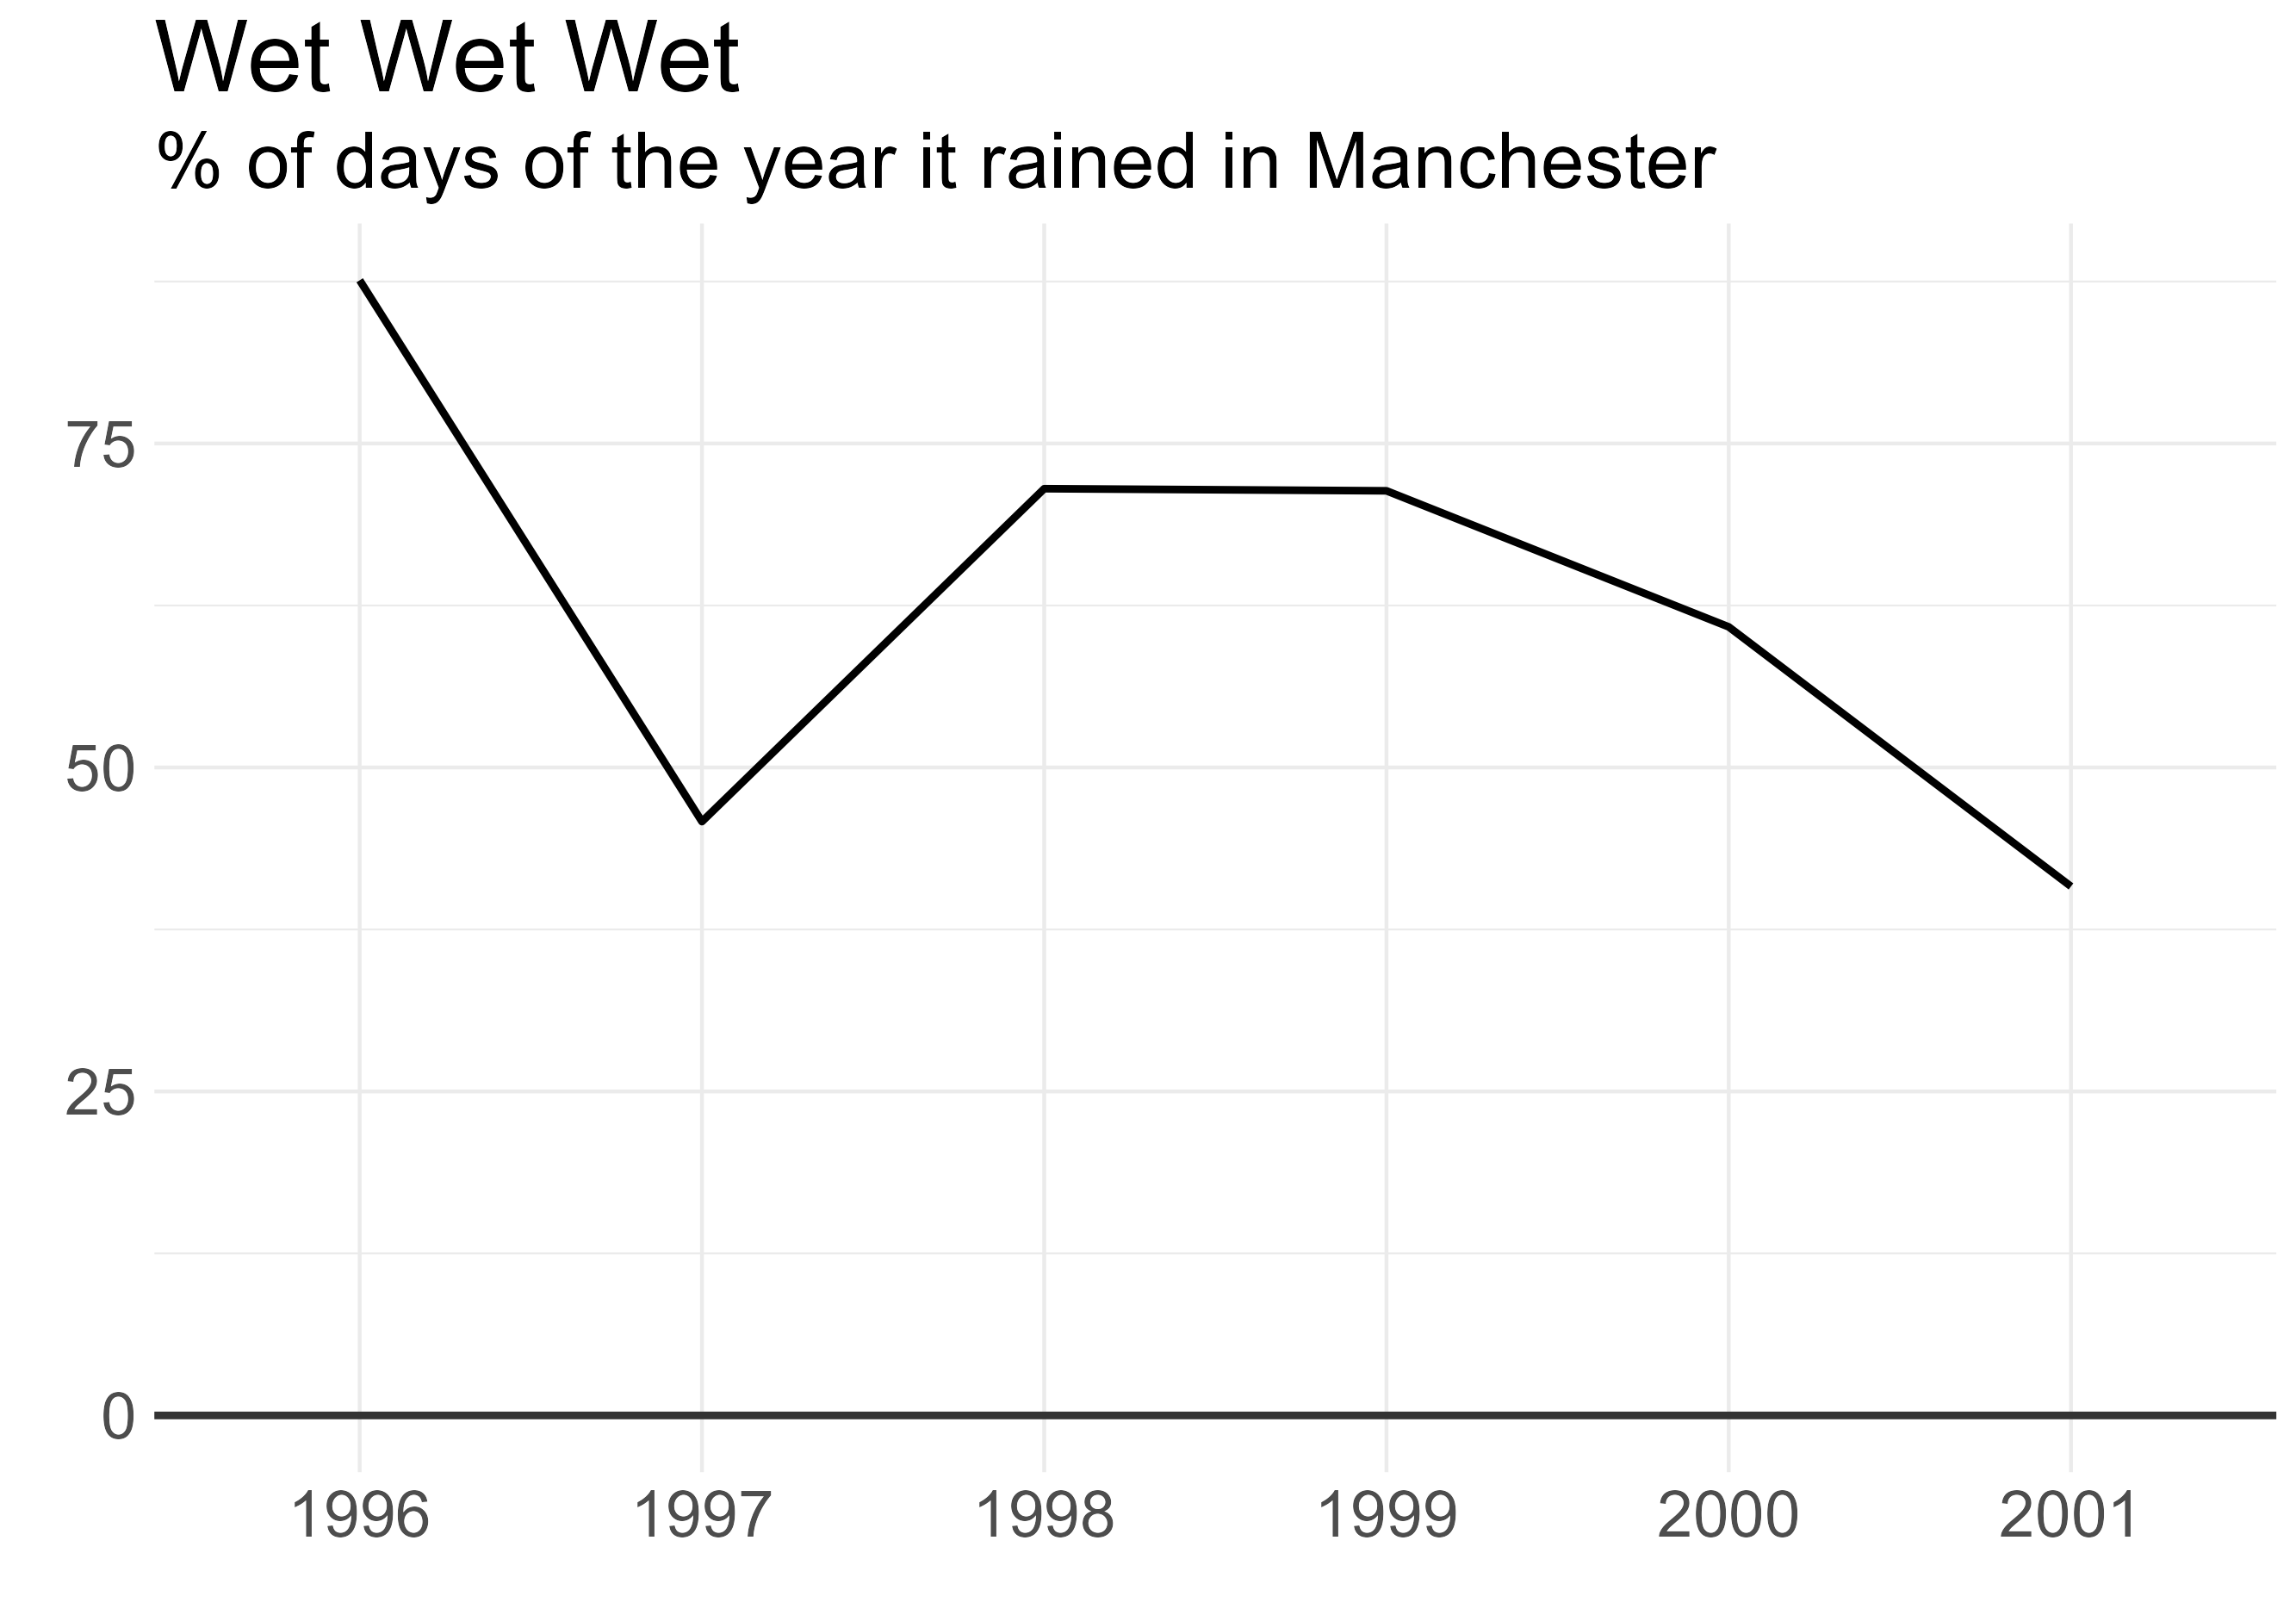 Wet Wet Wet
% of days of the year it rained in Manchester
75
50
25
0
1996 1997 1998 1999 2000 2001